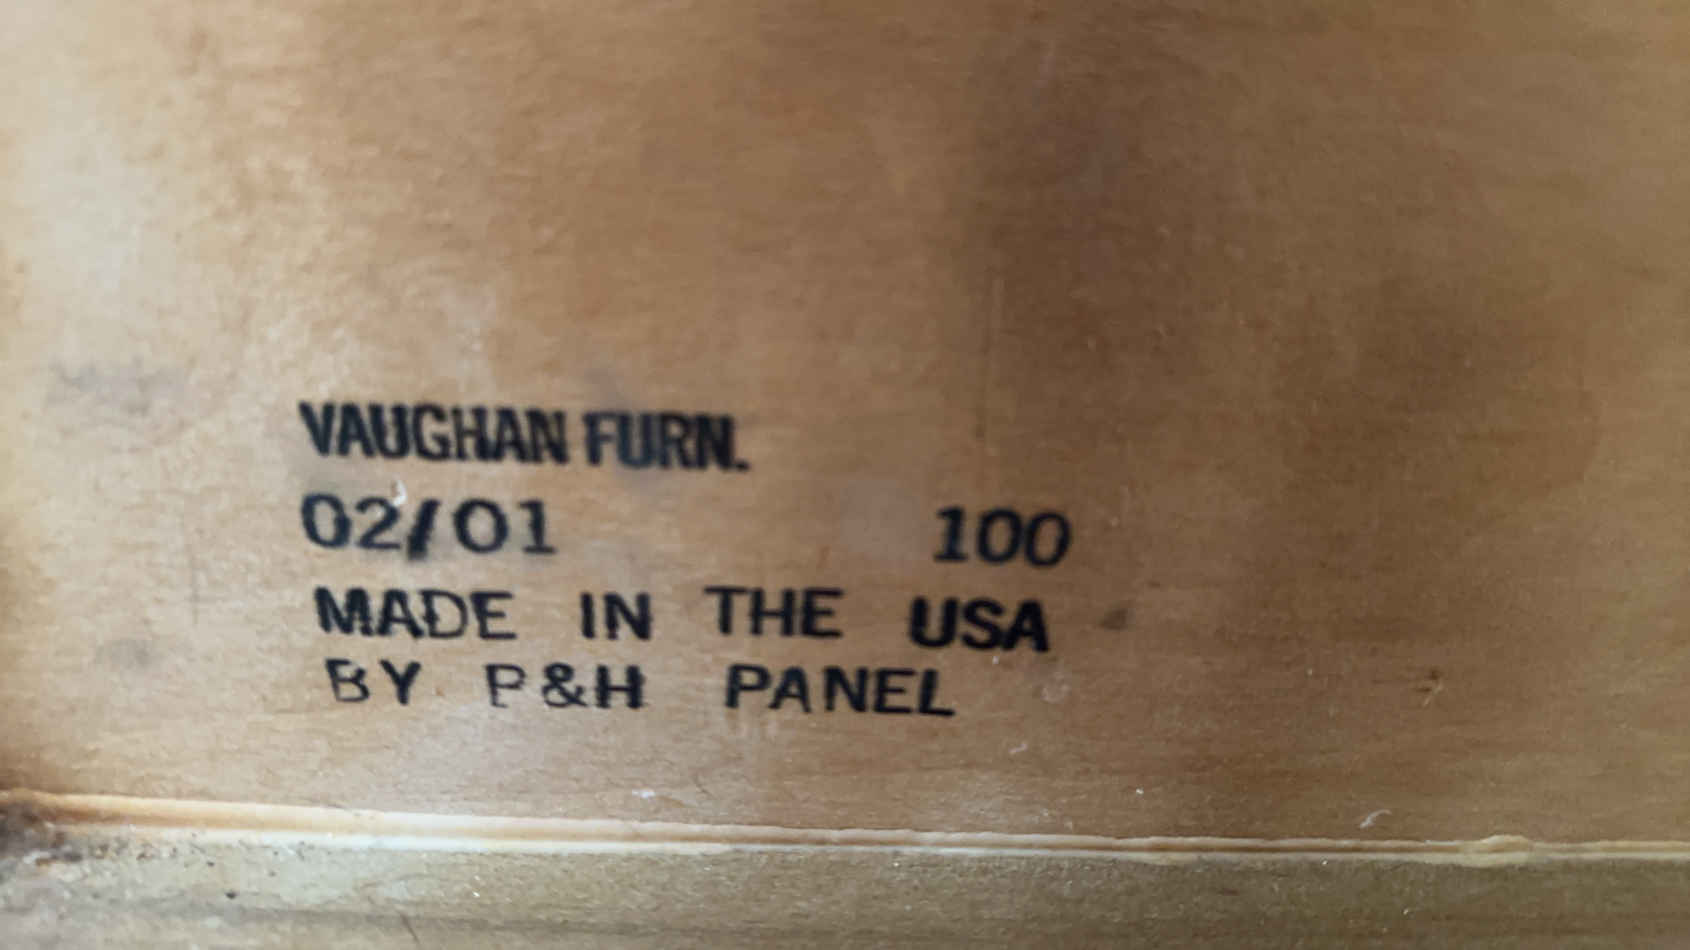 VAUGHAN FURN.
02/01 100
MADE IN THE USA
BY P&H PANEL